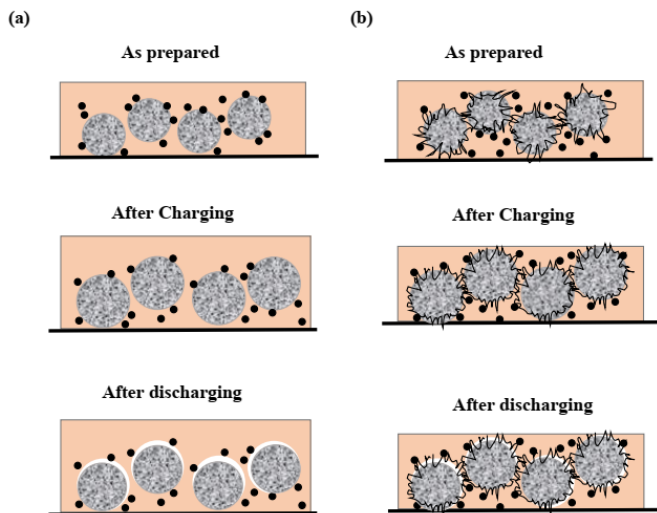 (a)
As prepared
After Charging
After discharging
(b)
As prepared
After Charging
After discharging